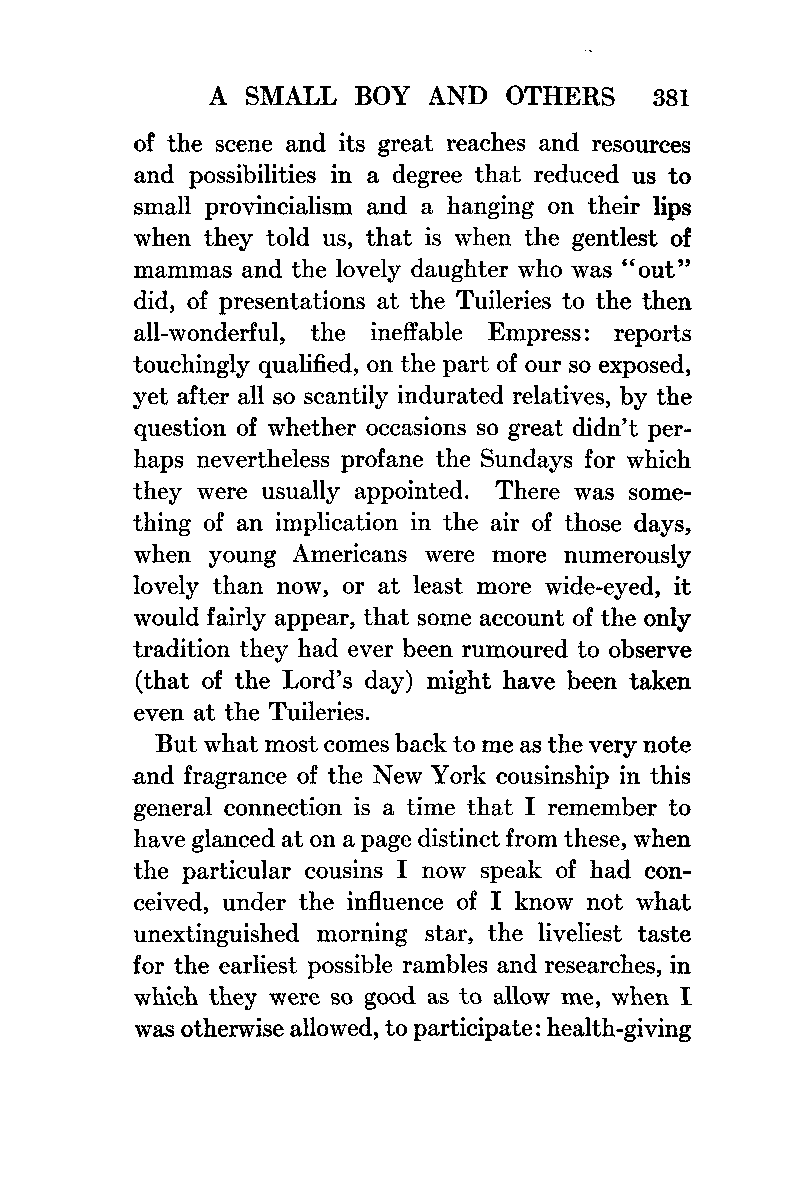 A SMALL BOY AND OTHERS 381
of the scene and its great reaches and resources
and possibilities in a degree that reduced us to
small provincialism and a hanging on their lips
when they told us, that is when the gentlest of
mammas and the lovely daughter who was “out”
did, of presentations at the Tuileries to the then
all-wonderful, the ineffable Empress: reports
touchingly qualified, on the part of our so exposed,
yet after all so scantily indurated relatives, by the
question of whether occasions so great didn’t per-
haps nevertheless profane the Sundays for which
they were usually appointed. There was some-
thing of an implication in the air of those days,
when young Americans were more numerously
lovely than now, or at least more wide-eyed, it
would fairly appear, that some account of the only
tradition they had ever been rumoured to observe
(that of the Lord’s day) might have been taken
even at the Tuileries.
But what most comes back to me as the very note
and fragrance of the New York cousinship in this
general connection is a time that I remember to
have glanced at on a page distinct from these, when
the particular cousins I now speak of had con-
ceived, under the influence of I know not what
unextinguished morning star, the liveliest taste
for the earliest possible rambles and researches, in
which they were so good as to allow me, when I
was otherwise allowed, to participate: health-giving